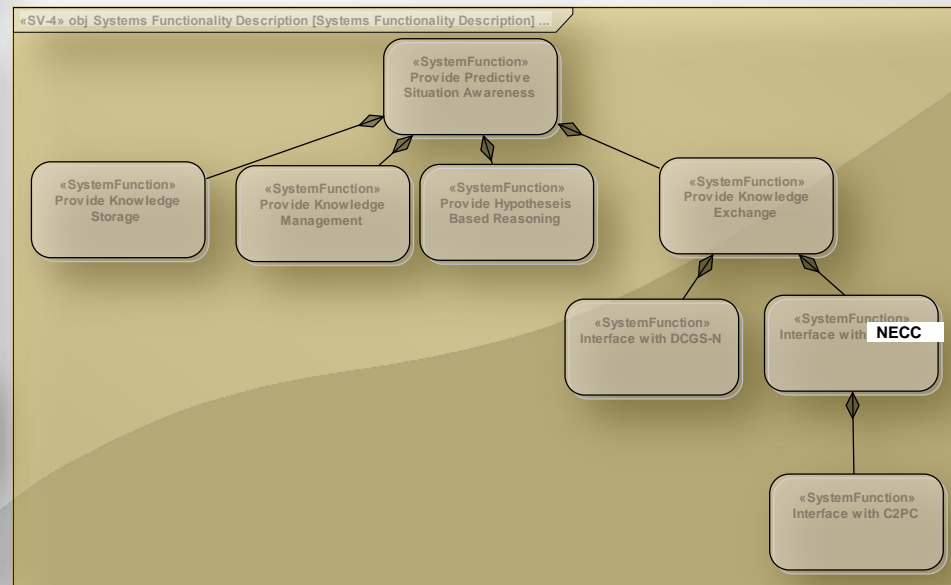 «SV-4» obj Systems Functionality Description [Systems Functionality Description] ...
«SystemFunction»
Provide Predictive
Situation Awareness
«SystemFunction»
Provide Knowledge
Storage
«SystemFunction»
Provide Knowledge
Management
«SystemFunction»
Provide Hypotheseis
Based Reasoning
«SystemFunction»
Provide Knowledge
Exchange
«SystemFunction»
Interface with DCGS-N
«SystemFunction»
Interface with NECC
«SystemFunction»
Interface with C2PC